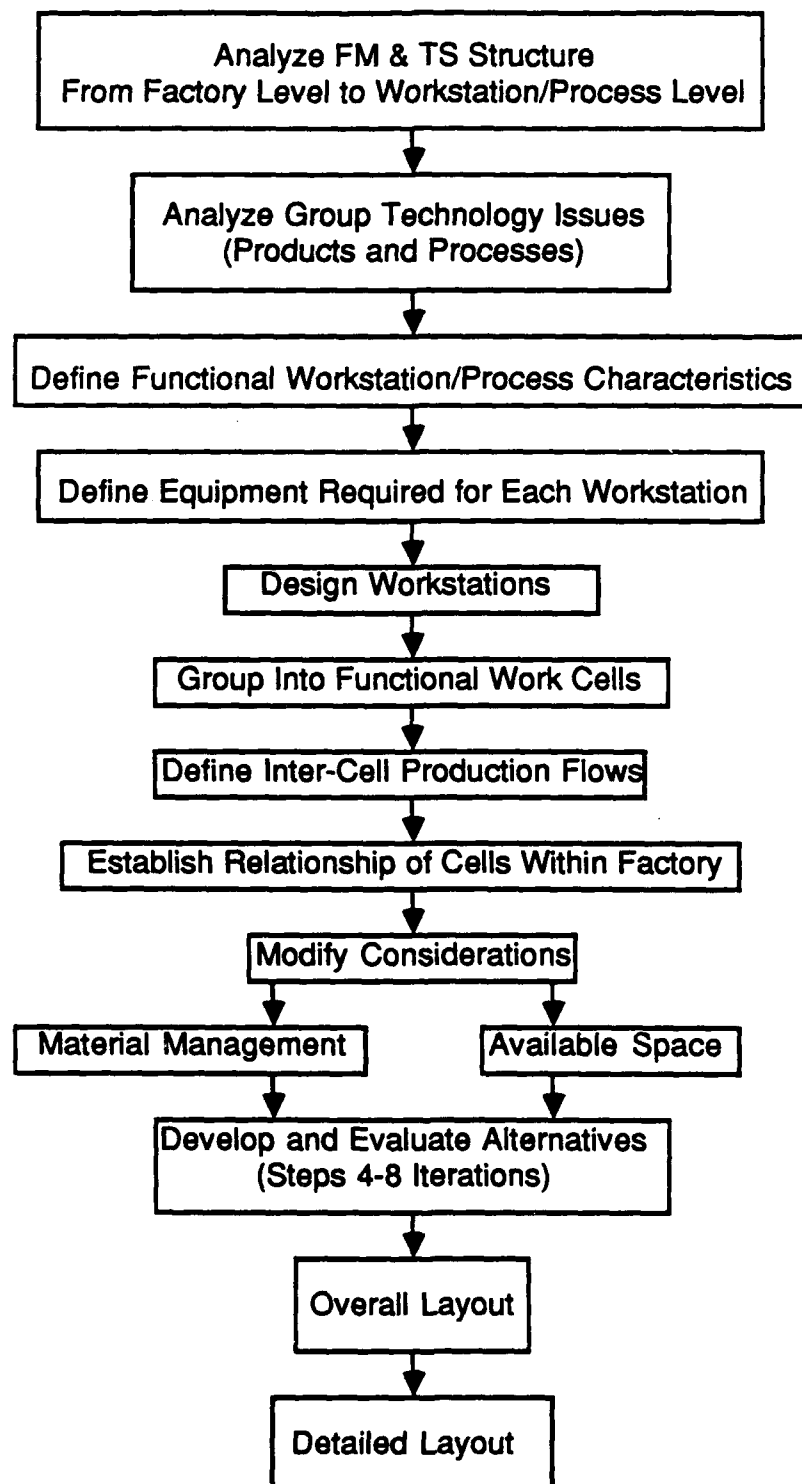 Analyze FM & TS Structure
From Factory Level to Workstation/Process Level
Analyze Group Technology Issues
(Products and Processes)
Define Functional Workstation/Process Characteristics
Define Equipment Required for Each Workstation
Design Workstations
Group Into Functional Work Cells
Define Inter-Cell Production Flows
Establish Relationship of Cells Within Factory
Modify Considerations
Material Management
Available Space
Develop and Evaluate Alternatives
(Steps 4-8 Iterations)
Overall Layout
Detailed Layout